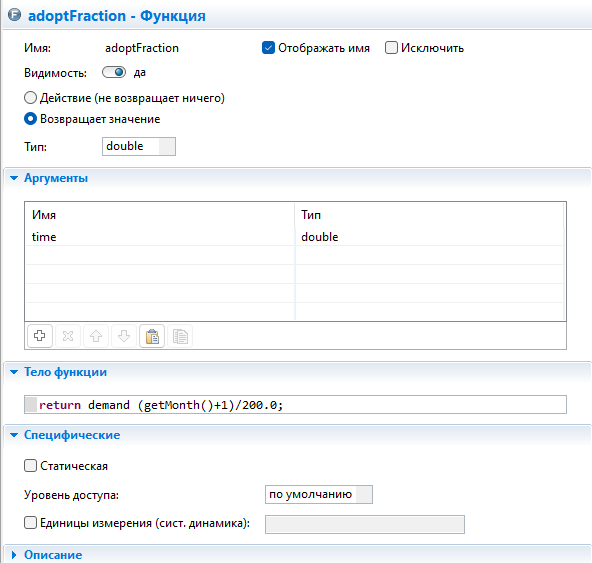 adoptFraction - Функция
Имя: adoptFraction Отображать имя Исключить
Видимость: да
Действие (не возвращает ничего)
Возвращает значение
Тип: double
Аргументы
Имя Тип
time double
Тело функции
return demand (getMonth()+1)/200.0;
Специфические
Статическая
Уровень доступа: по умолчанию
Единицы измерения (сист. динамика):
Описание